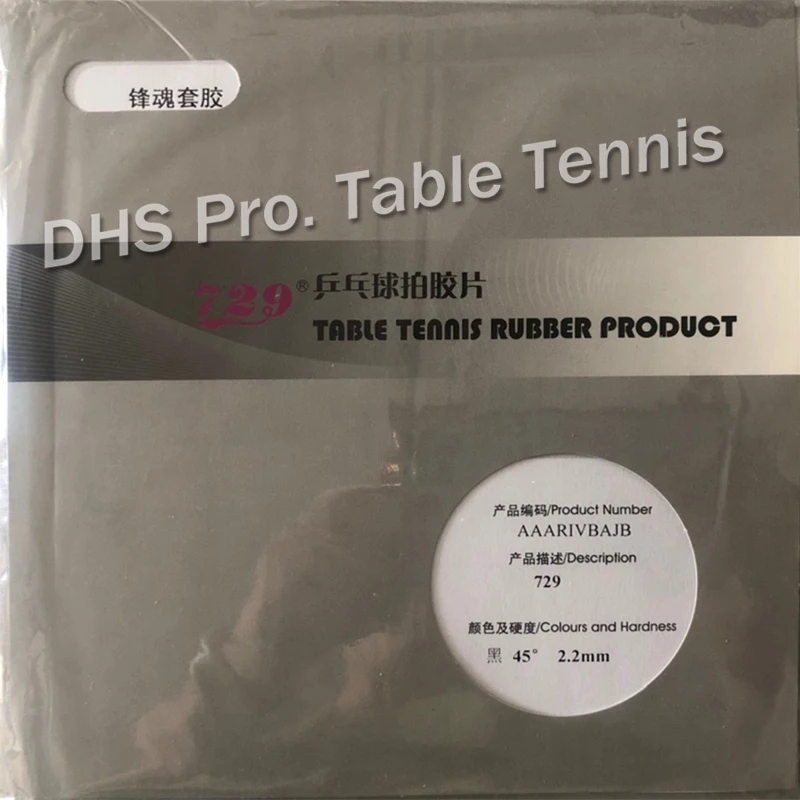 锋魂套胶
DHS Pro. Table Tennis
729® 乒乓球拍胶片
TABLE TENNIS RUBBER PRODUCT
产品编码/Product Number
AAARIVBAJB
产品描述/Description
729
颜色及硬度/Colours and Hardness
黑 45° 2.2mm